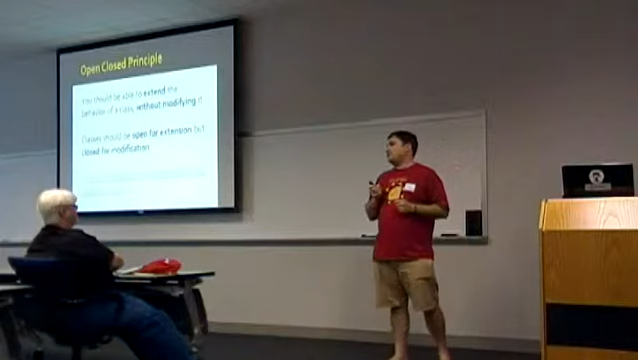 Open Closed Principle
You should be able to extend the
behavior of a class, without modifying it
Classes should be open for extension but
closed for modification